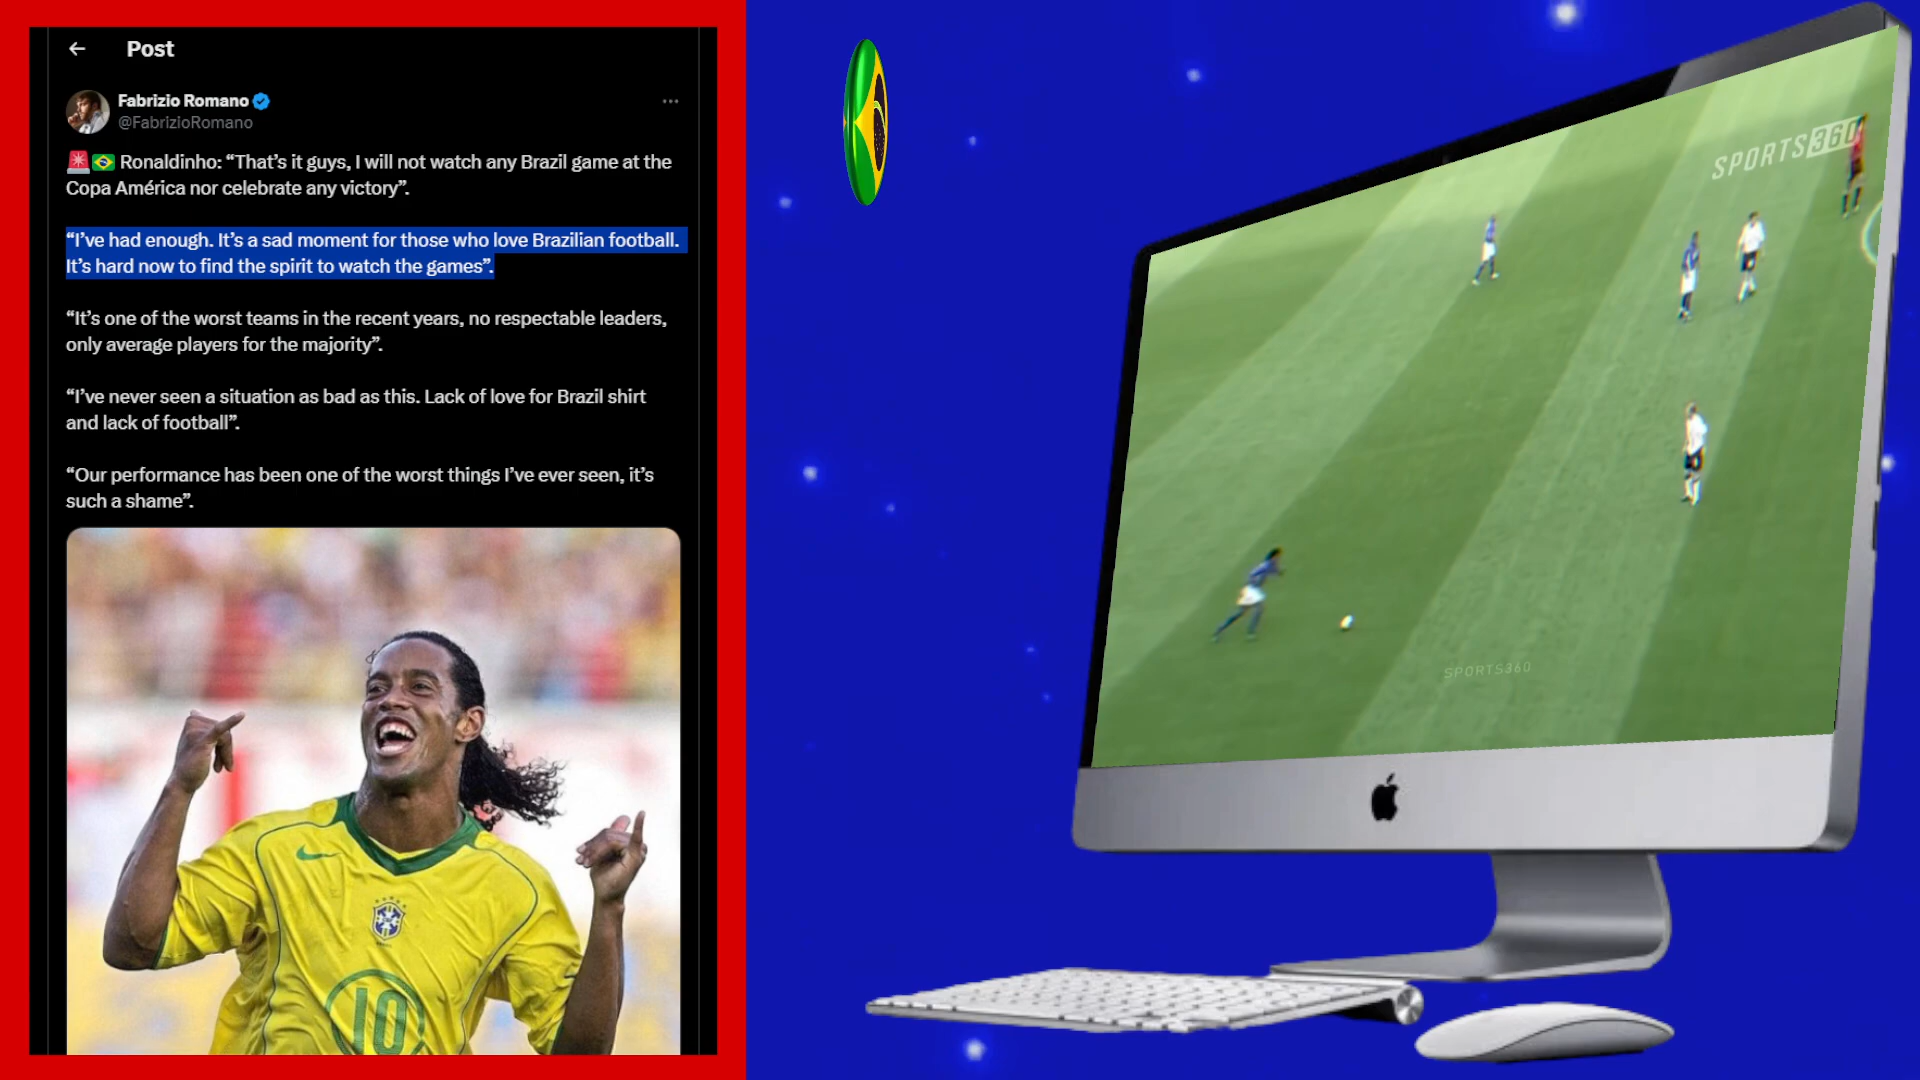 Post
Fabrizio Romano
@FabrizioRomano
Ronaldinho: “That’s it guys, I will not watch any Brazil game at the
Copa América nor celebrate any victory”.
“I’ve had enough. It’s a sad moment for those who love Brazilian football.
It’s hard now to find the spirit to watch the games”.
“It’s one of the worst teams in the recent years, no respectable leaders,
only average players for the majority”.
“I’ve never seen a situation as bad as this. Lack of love for Brazil shirt
and lack of football”.
“Our performance has been one of the worst things I’ve ever seen, it’s
such a shame”.
10
SPORTS360
SPORTS360